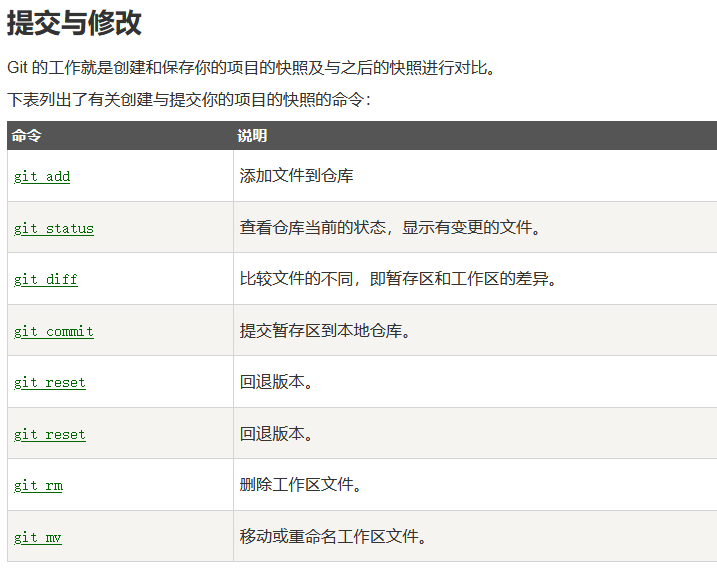 提交与修改
Git 的工作就是创建和保存你的项目的快照及与之后的快照进行对比。
下表列出了有关创建与提交你的项目的快照的命令：
命令 说明
git add 添加文件到仓库
git status 查看仓库当前的状态，显示有变更的文件。
git diff 比较文件的不同，即暂存区和工作区的差异。
git commit 提交暂存区到本地仓库。
git reset 回退版本。
git reset 回退版本。
git rm 删除工作区文件。
git mv 移动或重命名工作区文件。